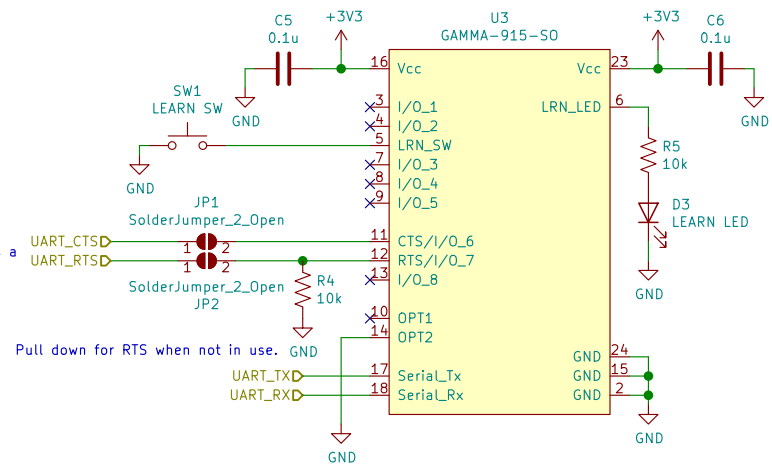 C5
0.1u
+3V3
U3
GAMMA-915-SO
+3V3
C6
0.1u
16 Vcc
Vcc 23
GND
GND
SW1
LEARN SW
3 I/O_1
4 I/O_2
5 LRN_SW
7 I/O_3
8 I/O_4
9 I/O_5
LRN_LED 6
R5
10k
GND
D3
LEARN LED
GND
JP1
SolderJumper_2_Open
a
UART_CTS 1 2 11 CTS/I/O_6
UART_RTS 1 2 12 RTS/I/O_7
13 I/O_8
SolderJumper_2_Open
JP2
R4
10k
GND
10 OPT1
14 OPT2
Pull down for RTS when not in use.
UART_TX 17 Serial_Tx
UART_RX 18 Serial_Rx
GND 24
GND 15
GND 2
GND
GND